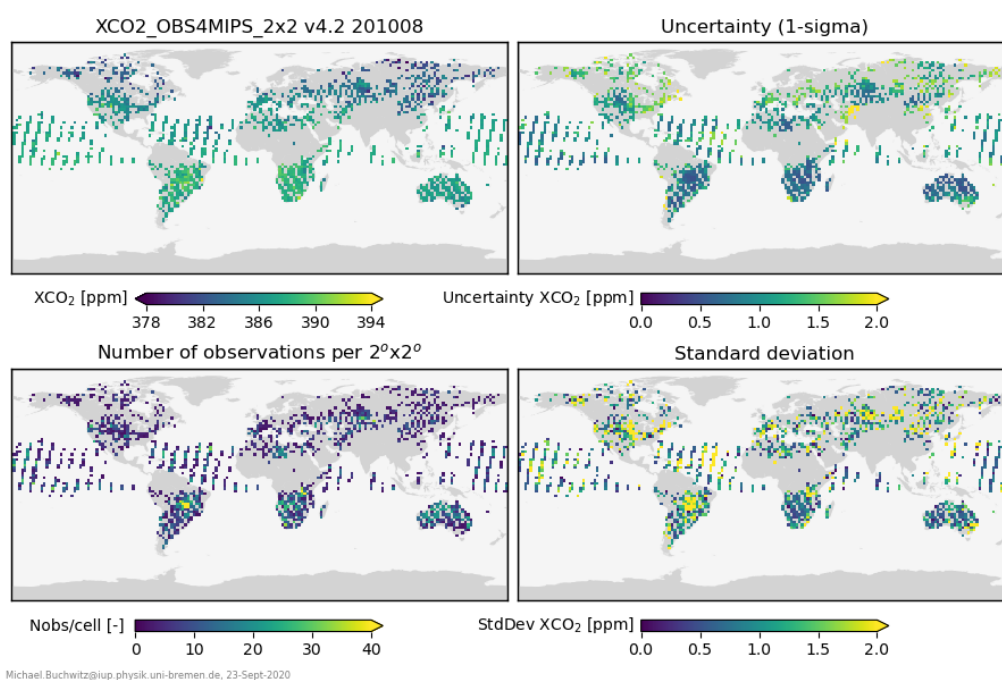 XCO2_OBS4MIPS_2x2 v4.2 201008
Uncertainty (1-sigma)
XCO₂ [ppm]
378 382 386 390 394
Uncertainty XCO₂ [ppm]
0.0 0.5 1.0 1.5 2.0
Number of observations per 2ᵒx2ᵒ
Standard deviation
Nobs/cell [-]
0 10 20 30 40
StdDev XCO₂ [ppm]
0.0 0.5 1.0 1.5 2.0
Michael.Buchwitz@iup.physik.uni-bremen.de, 23-Sept-2020